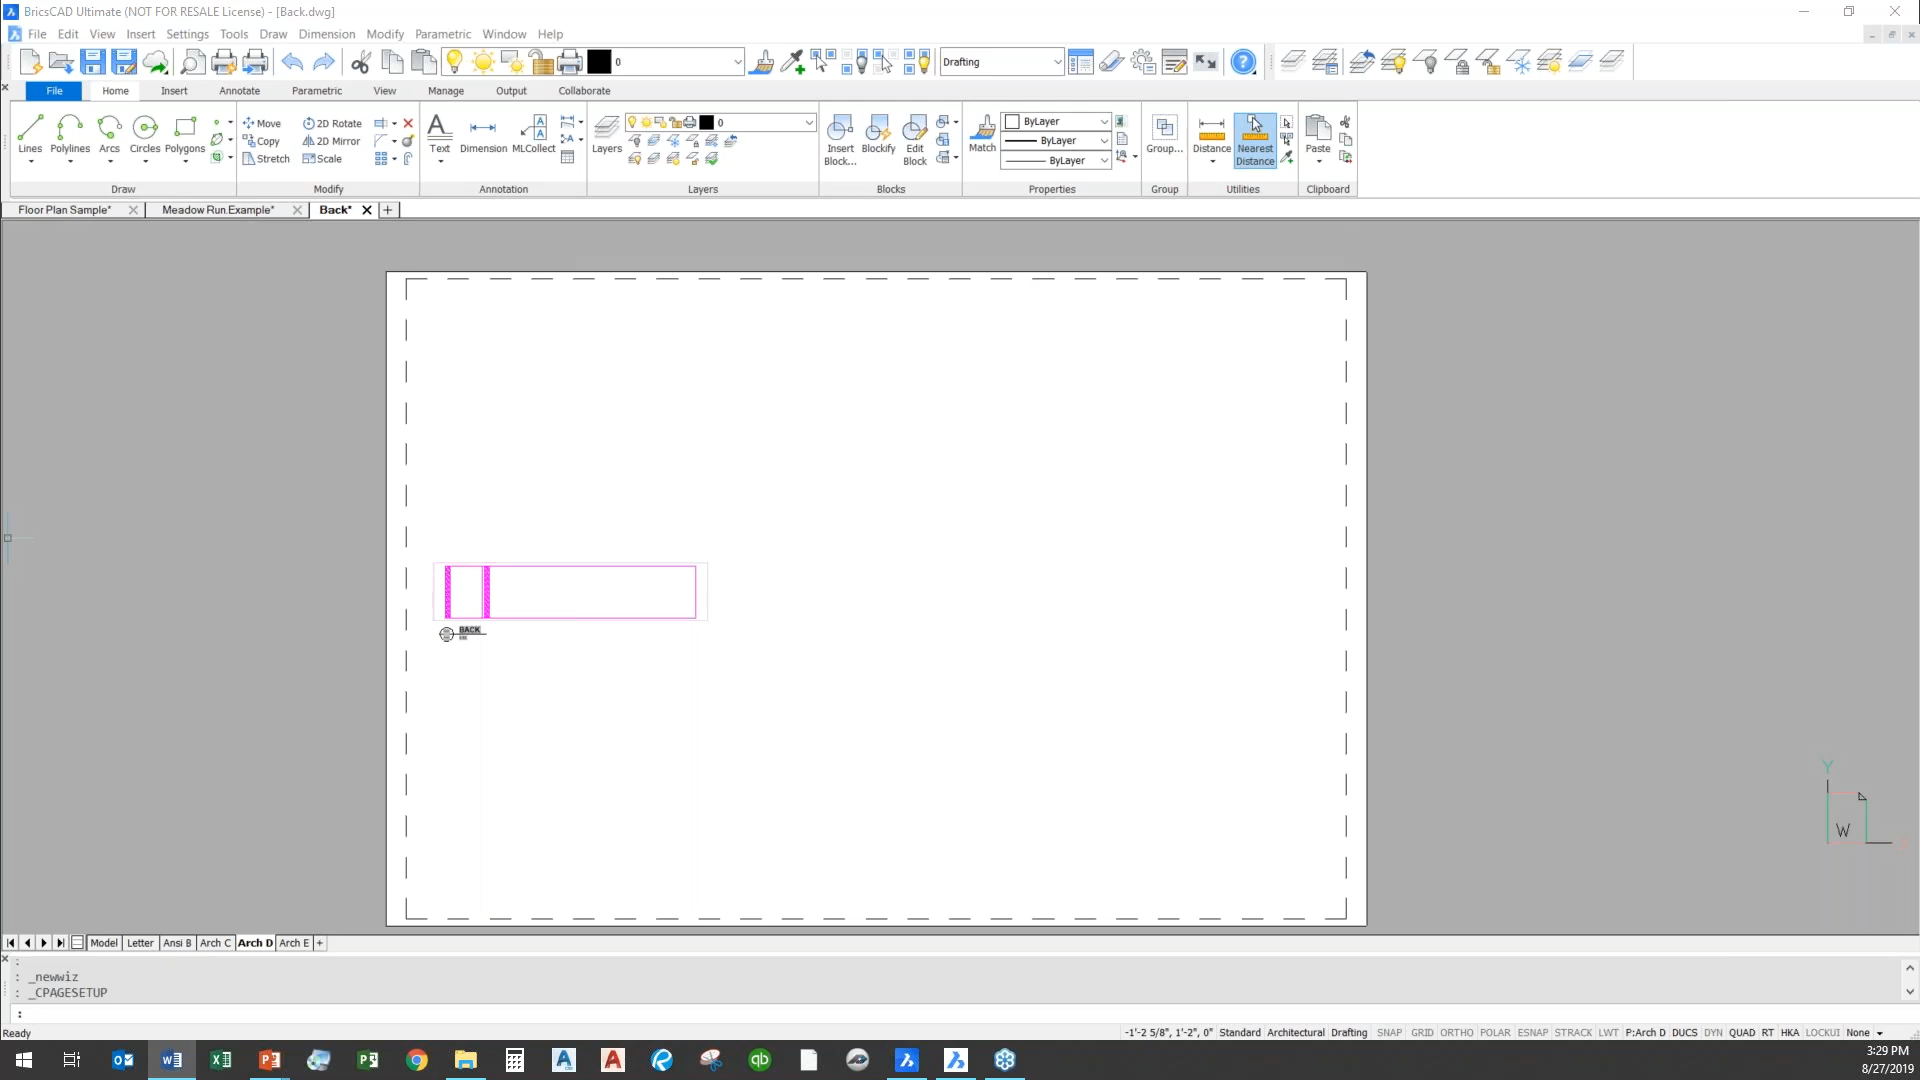 BricsCAD Ultimate (NOT FOR RESALE License) - [Back.dwg]
File Edit View Insert Settings Tools Draw Dimension Modify Parametric Window Help
0 Drafting
File Home Insert Annotate Parametric View Manage Output Collaborate
Lines Polylines Arcs Circles Polygons
Move 2D Rotate
Copy 2D Mirror
Stretch Scale
Text Dimension MLCollect
Layers 0
Insert Block... Blockify Edit Block
Match
ByLayer
ByLayer
ByLayer
Group...
Distance Nearest Distance
Paste
Draw Modify Annotation Layers Blocks Properties Group Utilities Clipboard
Floor Plan Sample* Meadow Run.Example* Back*
BACK
Y
W
Model Letter Ansi B Arch C Arch D Arch E +
:
: _newwiz
: _CPAGESETUP
:
Ready
-1'-2 5/8", 1'-2", 0" Standard Architectural Drafting SNAP GRID ORTHO POLAR ESNAP STRACK LWT P:Arch D DUCS DYN QUAD RT HKA LOCKUI None
3:29 PM
8/27/2019